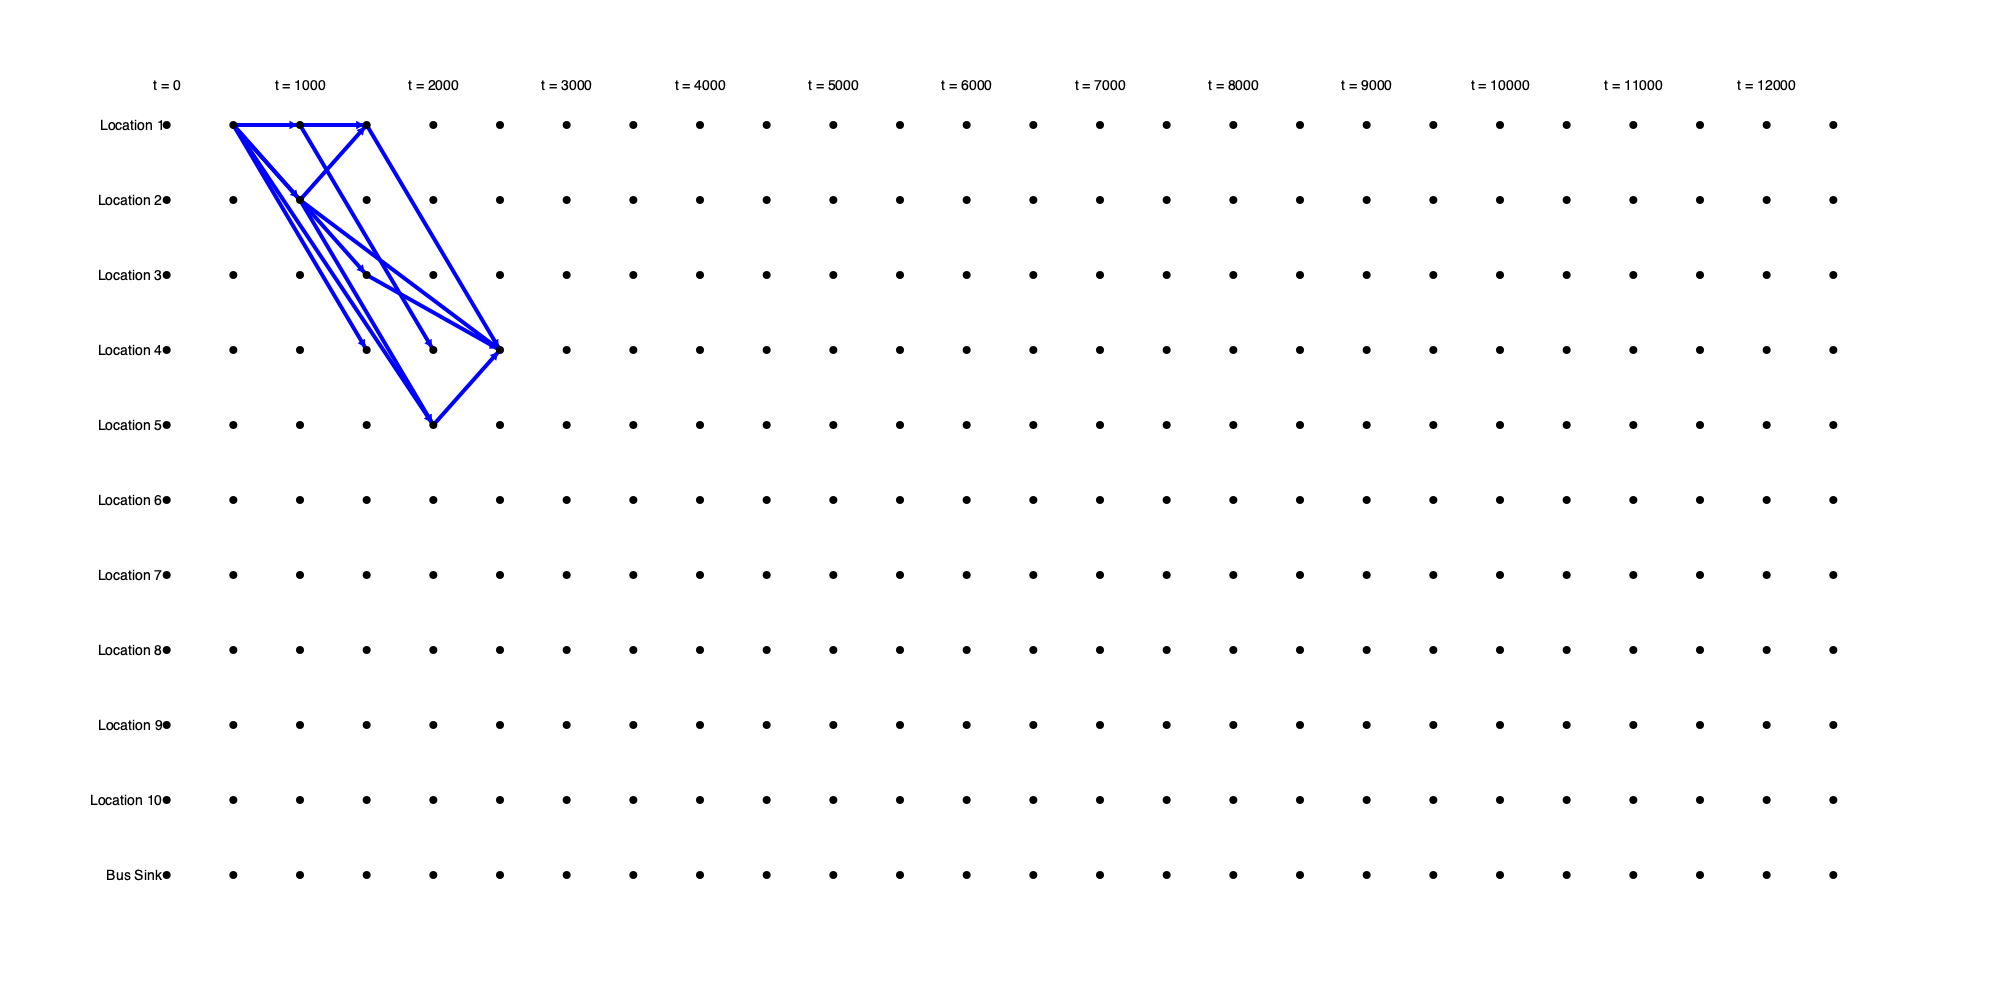 t = 0 t = 1000 t = 2000 t = 3000 t = 4000 t = 5000 t = 6000 t = 7000 t = 8000 t = 9000 t = 10000 t = 11000 t = 12000
Location 1
Location 2
Location 3
Location 4
Location 5
Location 6
Location 7
Location 8
Location 9
Location 10
Bus Sink